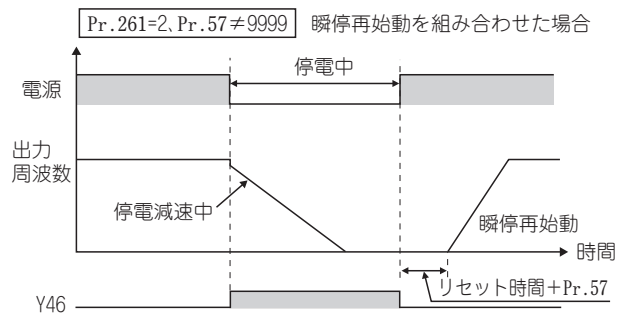 Pr.261=2、Pr.57≠9999 瞬停再始動を組み合わせた場合
停電中
電源
出力
周波数
停電減速中
瞬停再始動
時間
リセット時間+Pr.57
Y46